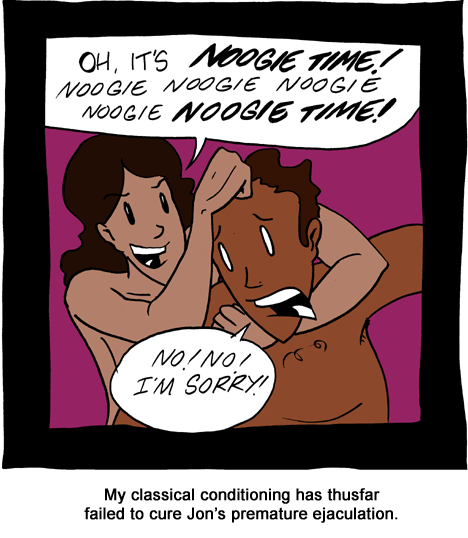 OH, IT'S NOOGIE TIME!
NOOGIE NOOGIE NOOGIE
NOOGIE NOOGIE TIME!
NO! NO!
I'M SORRY!
My classical conditioning has thusfar
failed to cure Jon's premature ejaculation.